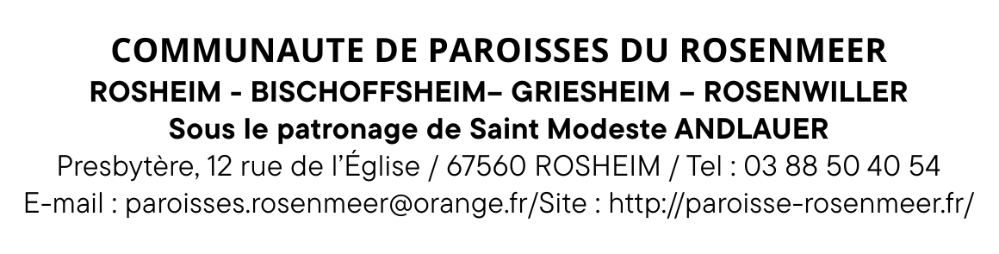 COMMUNAUTE DE PAROISSES DU ROSENMEER
ROSHEIM - BISCHOFFSHEIM– GRIESHEIM – ROSENWILLER
Sous le patronage de Saint Modeste ANDLAUER
Presbytère, 12 rue de l’Église / 67560 ROSHEIM / Tel : 03 88 50 40 54
E-mail : paroisses.rosenmeer@orange.fr/Site : http://paroisse-rosenmeer.fr/